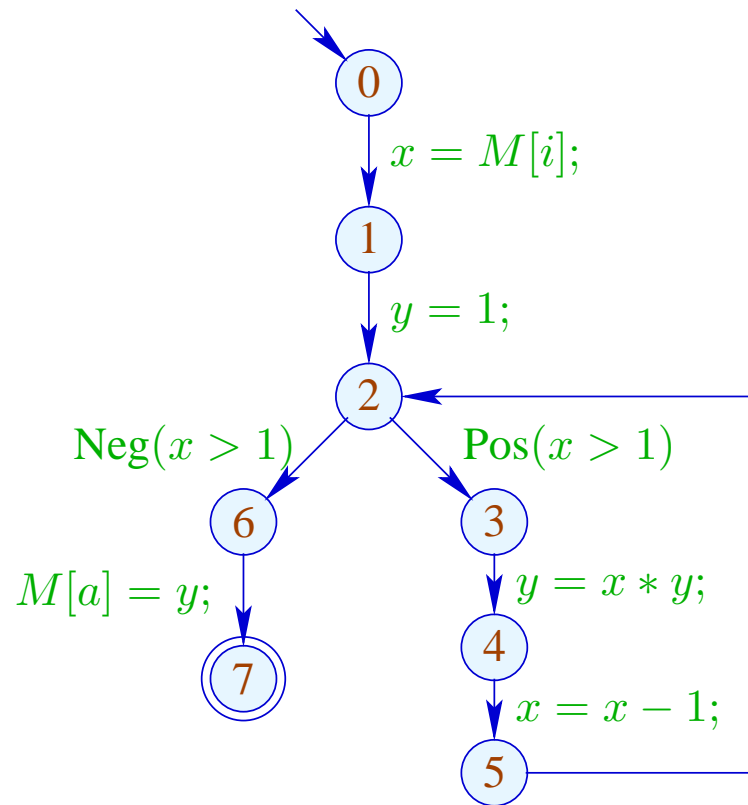 0
x = M[i];
1
y = 1;
2
Neg(x > 1)
Pos(x > 1)
6
3
M[a] = y;
y = x ∗ y;
4
7
x = x − 1;
5